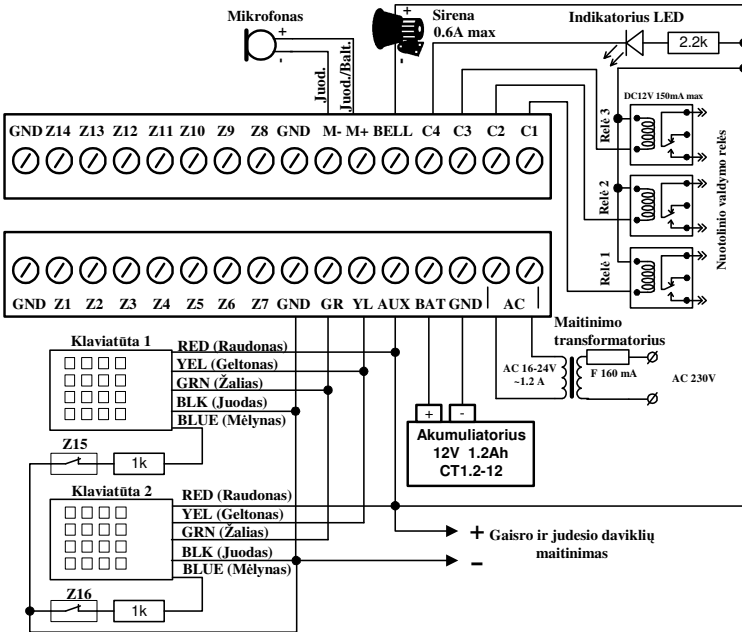 Mikrofonas
+
-
Juod.
Juod./Balt.
+
-
Sirena
0.6A max
Indikatorius LED
2.2k
DC12V 150mA max
Relė 3
Relė 2
Relė 1
Nuotolinio valdymo relės
GND Z14 Z13 Z12 Z11 Z10 Z9 Z8 GND M- M+ BELL C4 C3 C2 C1
GND Z1 Z2 Z3 Z4 Z5 Z6 Z7 GND GR YL AUX BAT GND AC
Klaviatūta 1
RED (Raudonas)
YEL (Geltonas)
GRN (Žalias)
BLK (Juodas)
BLUE (Mėlynas)
Z15
1k
Maitinimo
transformatorius
AC 16-24V
~1.2 A
F 160 mA
AC 230V
+ -
Akumuliatorius
12V 1.2Ah
CT1.2-12
Klaviatūta 2
RED (Raudonas)
YEL (Geltonas)
GRN (Žalias)
BLK (Juodas)
BLUE (Mėlynas)
Z16
1k
+ Gaisro ir judesio daviklių
maitinimas
-